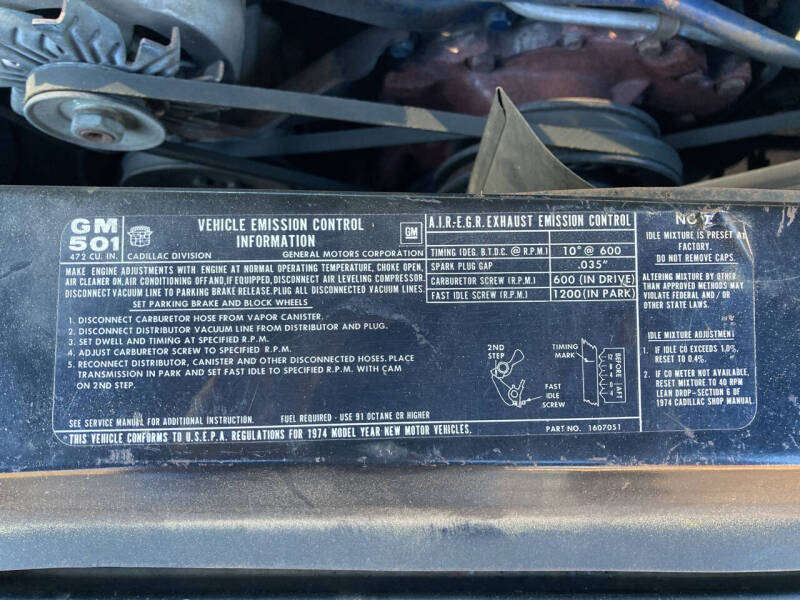 GM
501
472 CU. IN.
CADILLAC DIVISION
VEHICLE EMISSION CONTROL
INFORMATION
GENERAL MOTORS CORPORATION
GM
MAKE ENGINE ADJUSTMENTS WITH ENGINE AT NORMAL OPERATING TEMPERATURE, CHOKE OPEN,
AIR CLEANER ON, AIR CONDITIONING OFF AND, IF EQUIPPED, DISCONNECT AIR LEVELING COMPRESSOR.
DISCONNECT VACUUM LINE TO PARKING BRAKE RELEASE. PLUG ALL DISCONNECTED VACUUM LINES.
SET PARKING BRAKE AND BLOCK WHEELS
1. DISCONNECT CARBURETOR HOSE FROM VAPOR CANISTER.
2. DISCONNECT DISTRIBUTOR VACUUM LINE FROM DISTRIBUTOR AND PLUG.
3. SET DWELL AND TIMING AT SPECIFIED R.P.M.
4. ADJUST CARBURETOR SCREW TO SPECIFIED R.P.M.
5. RECONNECT DISTRIBUTOR, CANISTER AND OTHER DISCONNECTED HOSES. PLACE
TRANSMISSION IN PARK AND SET FAST IDLE TO SPECIFIED R.P.M. WITH CAM
ON 2ND STEP.
SEE SERVICE MANUAL FOR ADDITIONAL INSTRUCTION.
FUEL REQUIRED - USE 91 OCTANE OR HIGHER
THIS VEHICLE CONFORMS TO U.S.E.P.A. REGULATIONS FOR 1974 MODEL YEAR NEW MOTOR VEHICLES.
A.I.R-E.G.R. EXHAUST EMISSION CONTROL
TIMING (DEG. B.T.D.C. @ R.P.M.) 10° @ 600
SPARK PLUG GAP .035"
CARBURETOR SCREW (R.P.M.) 600 (IN DRIVE)
FAST IDLE SCREW (R.P.M.) 1200 (IN PARK)
2ND
STEP
FAST
IDLE
SCREW
TIMING
MARK
BEFORE
AFT
PART NO. 1607051
IDLE MIXTURE IS PRESET AT
FACTORY.
DO NOT REMOVE CAPS.
ALTERING MIXTURE BY OTHER
THAN APPROVED METHODS MAY
VIOLATE FEDERAL AND / OR
OTHER STATE LAWS.
IDLE MIXTURE ADJUSTMENT
1. IF IDLE CO EXCEEDS 1.0%,
RESET TO 0.4%.
2. IF CO METER NOT AVAILABLE,
RESET MIXTURE TO 40 RPM
LEAN DROP-SECTION 6 OF
1974 CADILLAC SHOP MANUAL